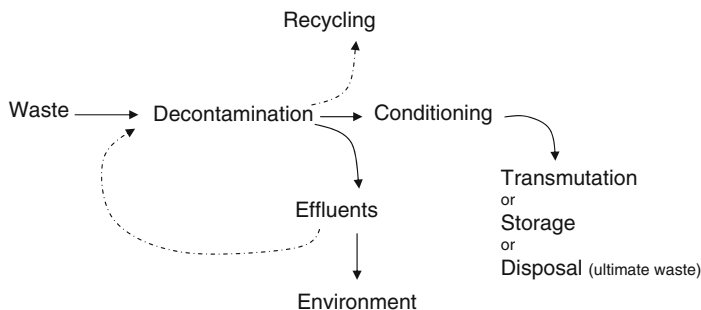 Recycling
Waste
Decontamination
Conditioning
Transmutation
or
Storage
or
Disposal (ultimate waste)
Effluents
Environment